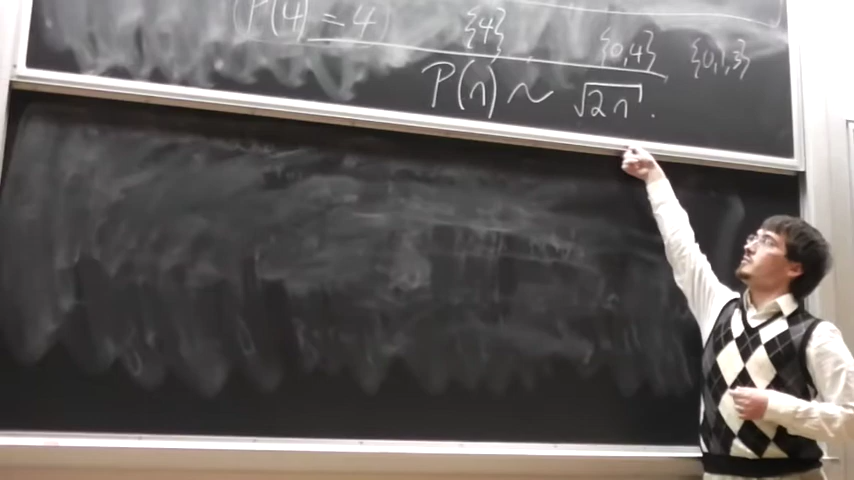 P(4) = 4 {4} {0,4} {0,1,3}
P(n) ~ √2n.